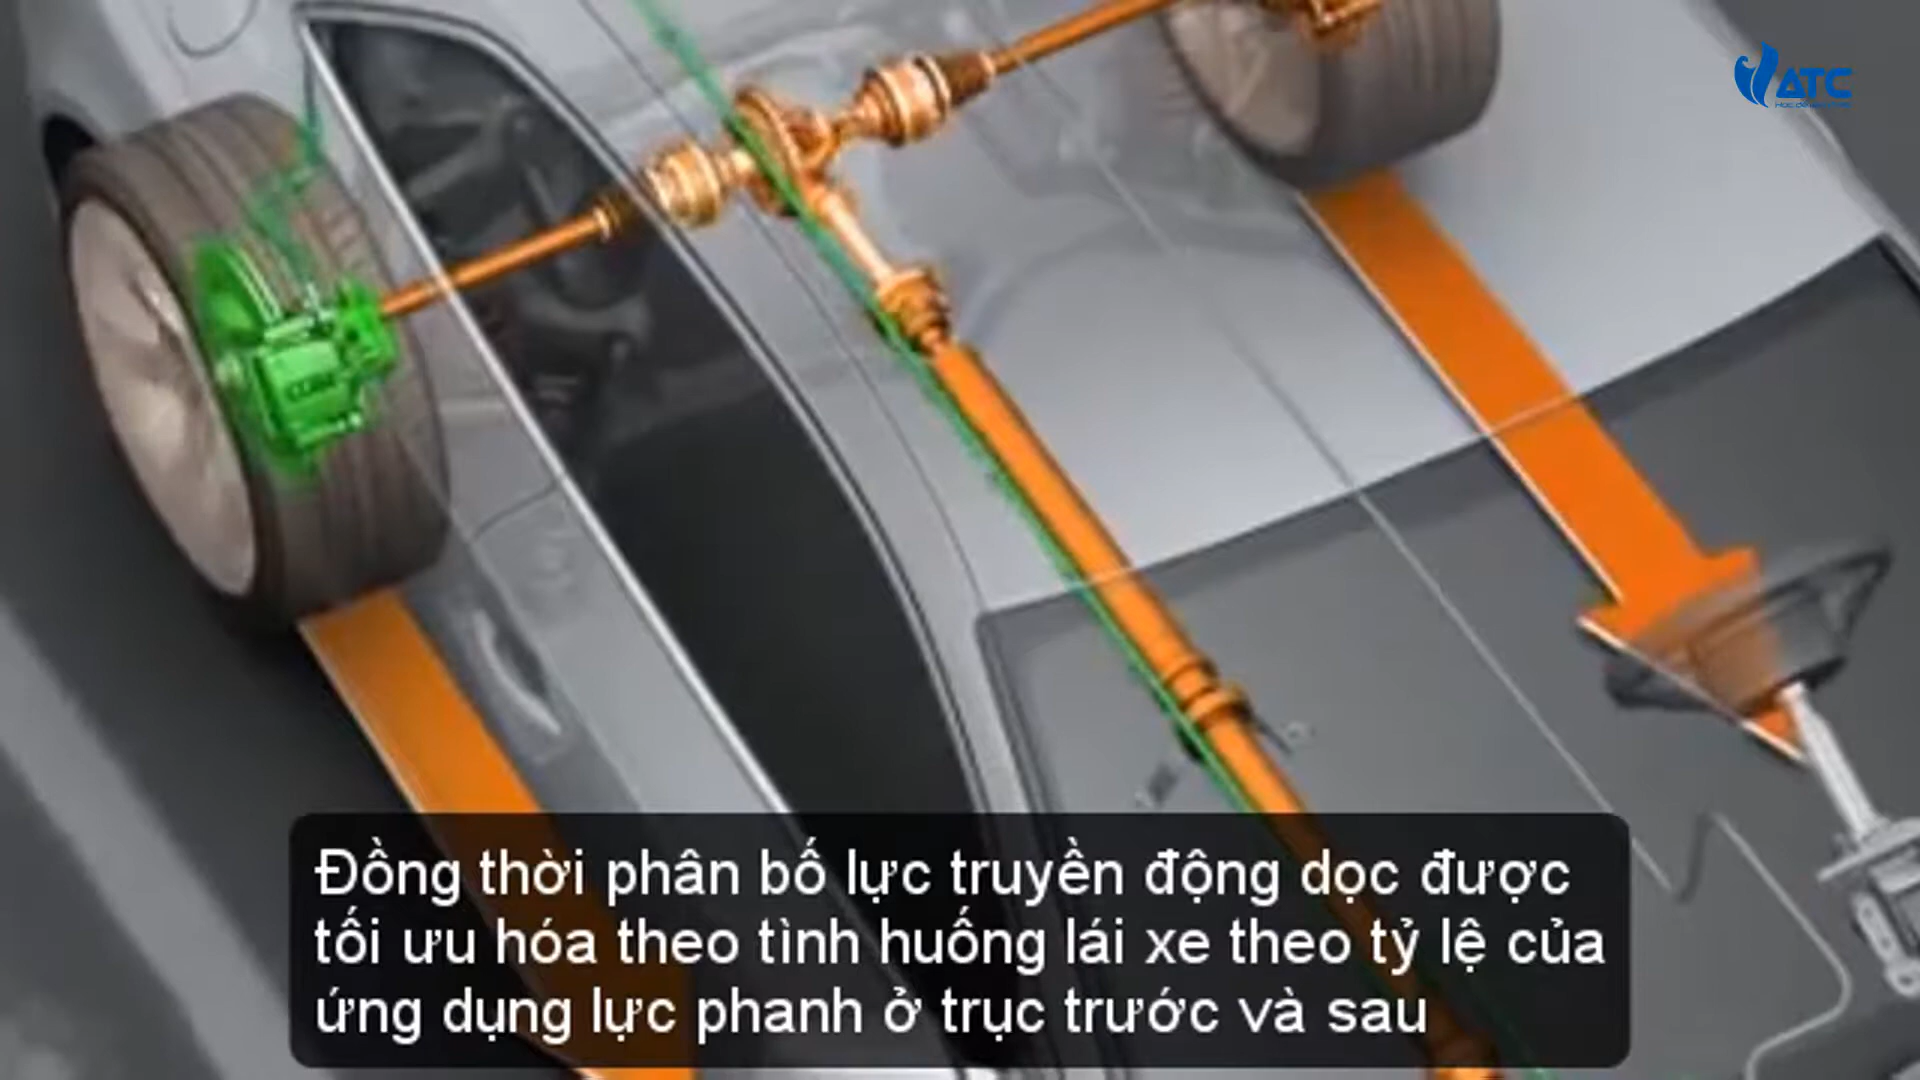 ATC
Đồng thời phân bố lực truyền động dọc được
tối ưu hóa theo tình huống lái xe theo tỷ lệ của
ứng dụng lực phanh ở trục trước và sau